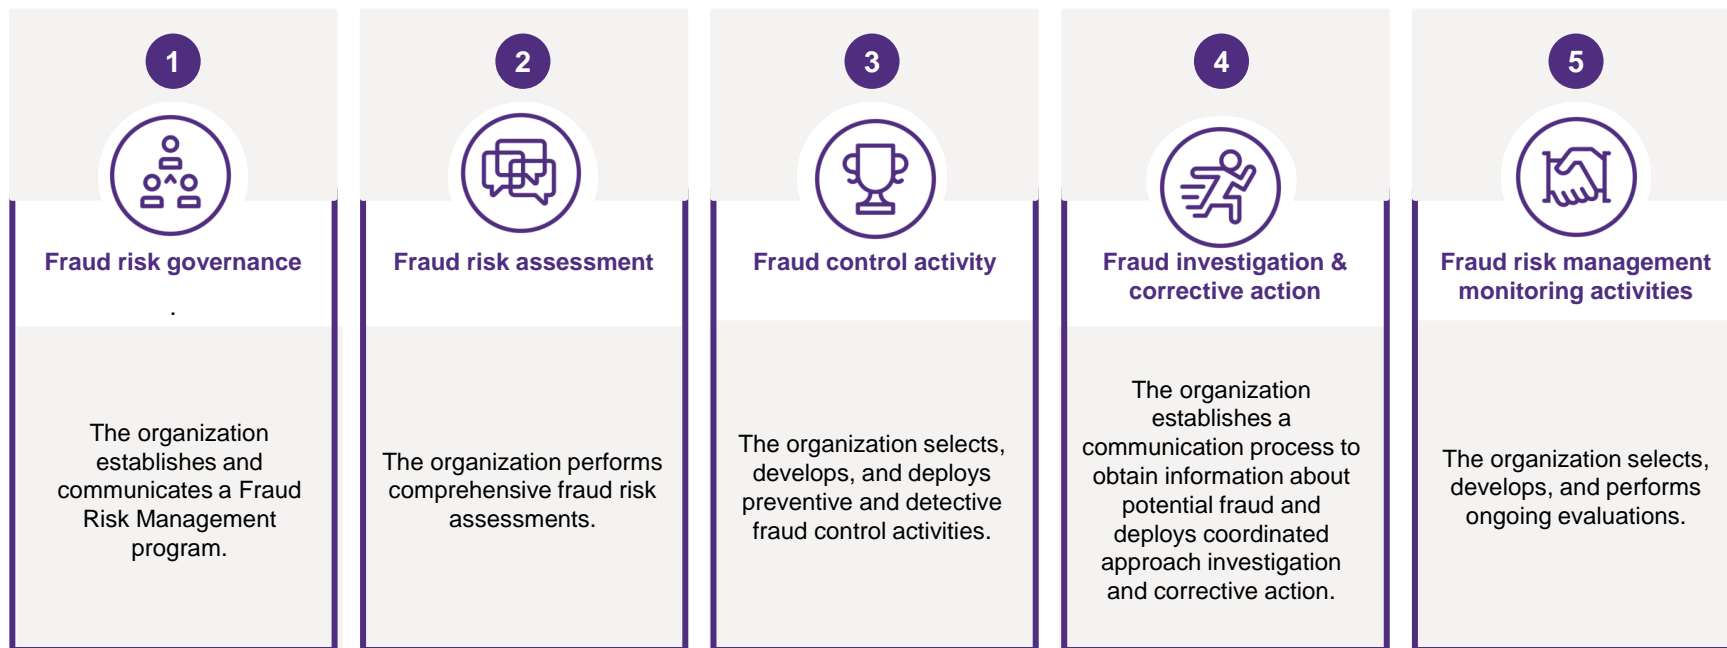 1
Fraud risk governance
.
The organization
establishes and
communicates a Fraud
Risk Management
program.
2
Fraud risk assessment
The organization performs
comprehensive fraud risk
assessments.
3
Fraud control activity
The organization selects,
develops, and deploys
preventive and detective
fraud control activities.
4
Fraud investigation &
corrective action
The organization
establishes a
communication process to
obtain information about
potential fraud and
deploys coordinated
approach investigation
and corrective action.
5
Fraud risk management
monitoring activities
The organization selects,
develops, and performs
ongoing evaluations.